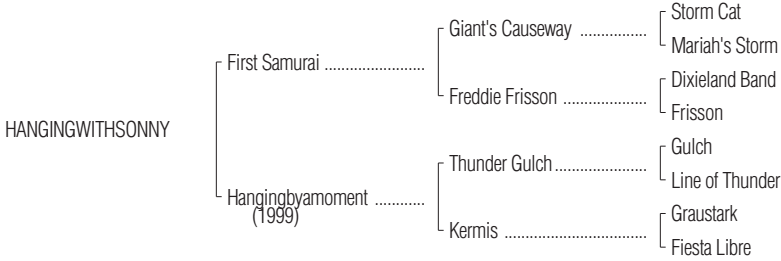 Storm Cat
Giant's Causeway ................
Mariah's Storm
First Samurai ........................
Dixieland Band
Freddie Frisson ....................
Frisson
HANGINGWITHSONNY
Gulch
Thunder Gulch......................
Line of Thunder
Hangingbyamoment ............
(1999)
Graustark
Kermis ..................................
Fiesta Libre